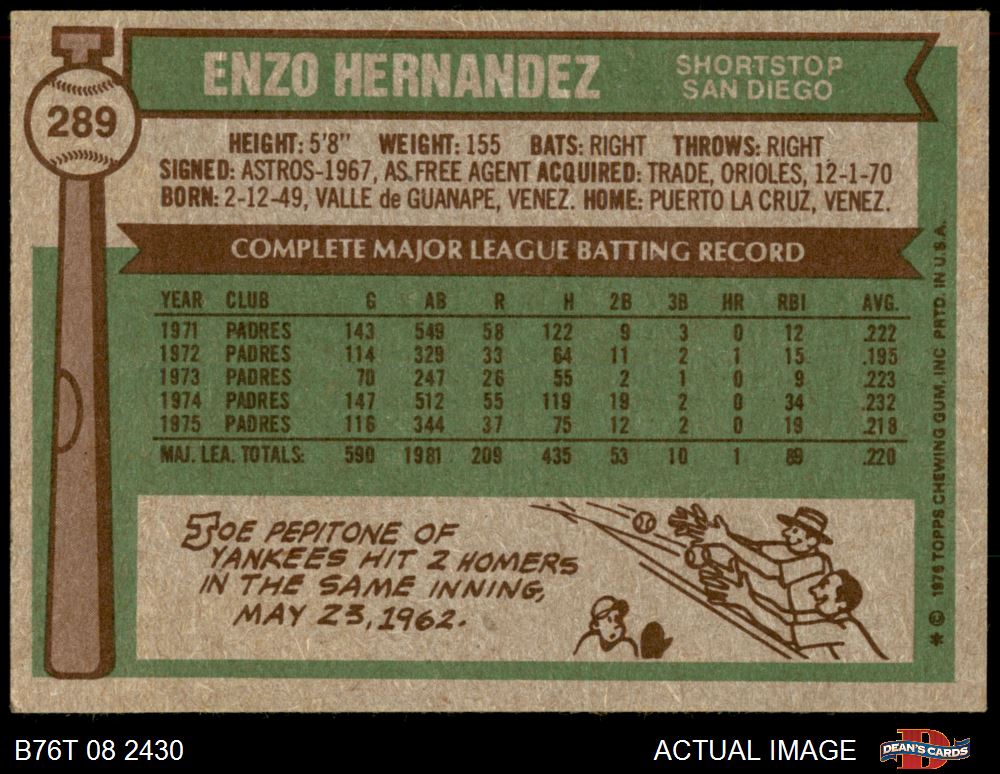 289
ENZO HERNANDEZ
SHORTSTOP
SAN DIEGO
HEIGHT: 5'8" WEIGHT: 155 BATS: RIGHT THROWS: RIGHT
SIGNED: ASTROS-1967, AS FREE AGENT ACQUIRED: TRADE, ORIOLES, 12-1-70
BORN: 2-12-49, VALLE de GUANAPE, VENEZ. HOME: PUERTO LA CRUZ, VENEZ.
COMPLETE MAJOR LEAGUE BATTING RECORD
YEAR CLUB G AB R H 2B 3B HR RBI AVG.
1971 PADRES 143 549 58 122 9 3 0 12 .222
1972 PADRES 114 329 33 64 11 2 1 15 .195
1973 PADRES 70 247 26 55 2 1 0 9 .223
1974 PADRES 147 512 55 119 19 2 0 34 .232
1975 PADRES 116 344 37 75 12 2 0 19 .218
MAJ. LEA. TOTALS: 590 1981 209 435 53 10 1 89 .220
JOE PEPITONE OF
YANKEES HIT 2 HOMERS
IN THE SAME INNING,
MAY 23, 1962.
* © 1976 TOPPS CHEWING GUM, INC PRTD. IN U.S.A.
B76T 08 2430
ACTUAL IMAGE
DEAN'S CARDS